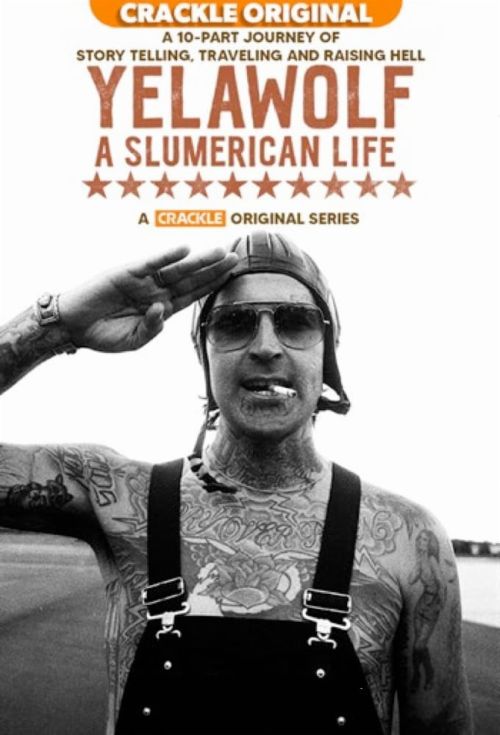 CRACKLE ORIGINAL
A 10-PART JOURNEY OF
STORY TELLING, TRAVELING AND RAISING HELL
YELAWOLF
A SLUMERICAN LIFE
A CRACKLE ORIGINAL SERIES